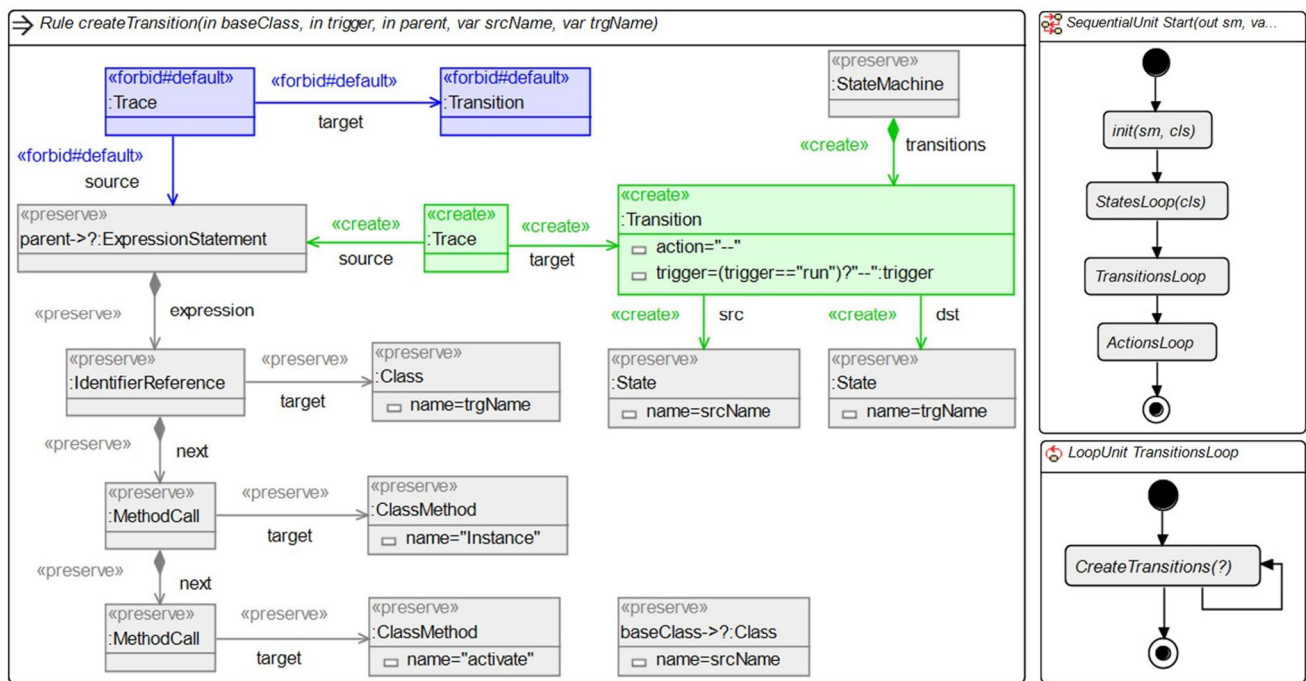 Rule createTransition(in baseClass, in trigger, in parent, var srcName, var trgName)
«forbid#default»
:Trace
«forbid#default»
target
«forbid#default»
:Transition
«preserve»
:StateMachine
«forbid#default»
source
«create»
transitions
«preserve»
parent->?:ExpressionStatement
«create»
source
«create»
:Trace
«create»
target
«create»
:Transition
action="--"
trigger=(trigger=="run")?"--":trigger
«preserve»
expression
«create»
src
«create»
dst
«preserve»
:IdentifierReference
«preserve»
target
«preserve»
:Class
name=trgName
«preserve»
:State
name=srcName
«preserve»
:State
name=trgName
«preserve»
next
«preserve»
:MethodCall
«preserve»
target
«preserve»
:ClassMethod
name="Instance"
«preserve»
next
«preserve»
:MethodCall
«preserve»
target
«preserve»
:ClassMethod
name="activate"
«preserve»
baseClass->?:Class
name=srcName
SequentialUnit Start(out sm, va...
init(sm, cls)
StatesLoop(cls)
TransitionsLoop
ActionsLoop
LoopUnit TransitionsLoop
CreateTransitions(?)